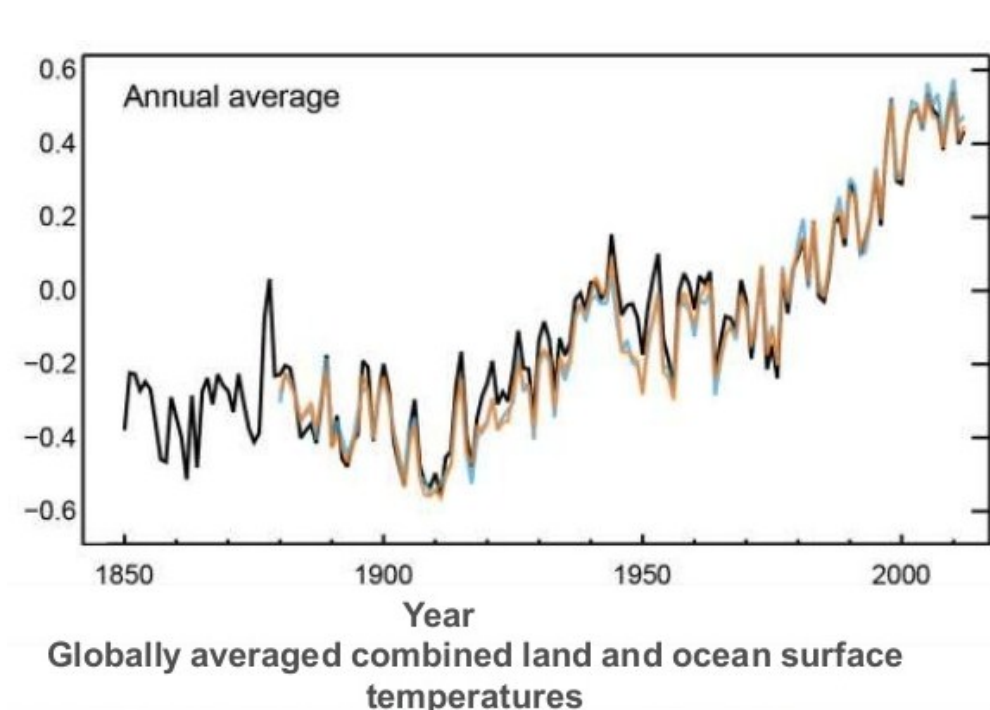 0.6
Annual average
0.4
0.2
0.0
−0.2
−0.4
−0.6
1850 1900 1950 2000
Year
Globally averaged combined land and ocean surface
temperatures